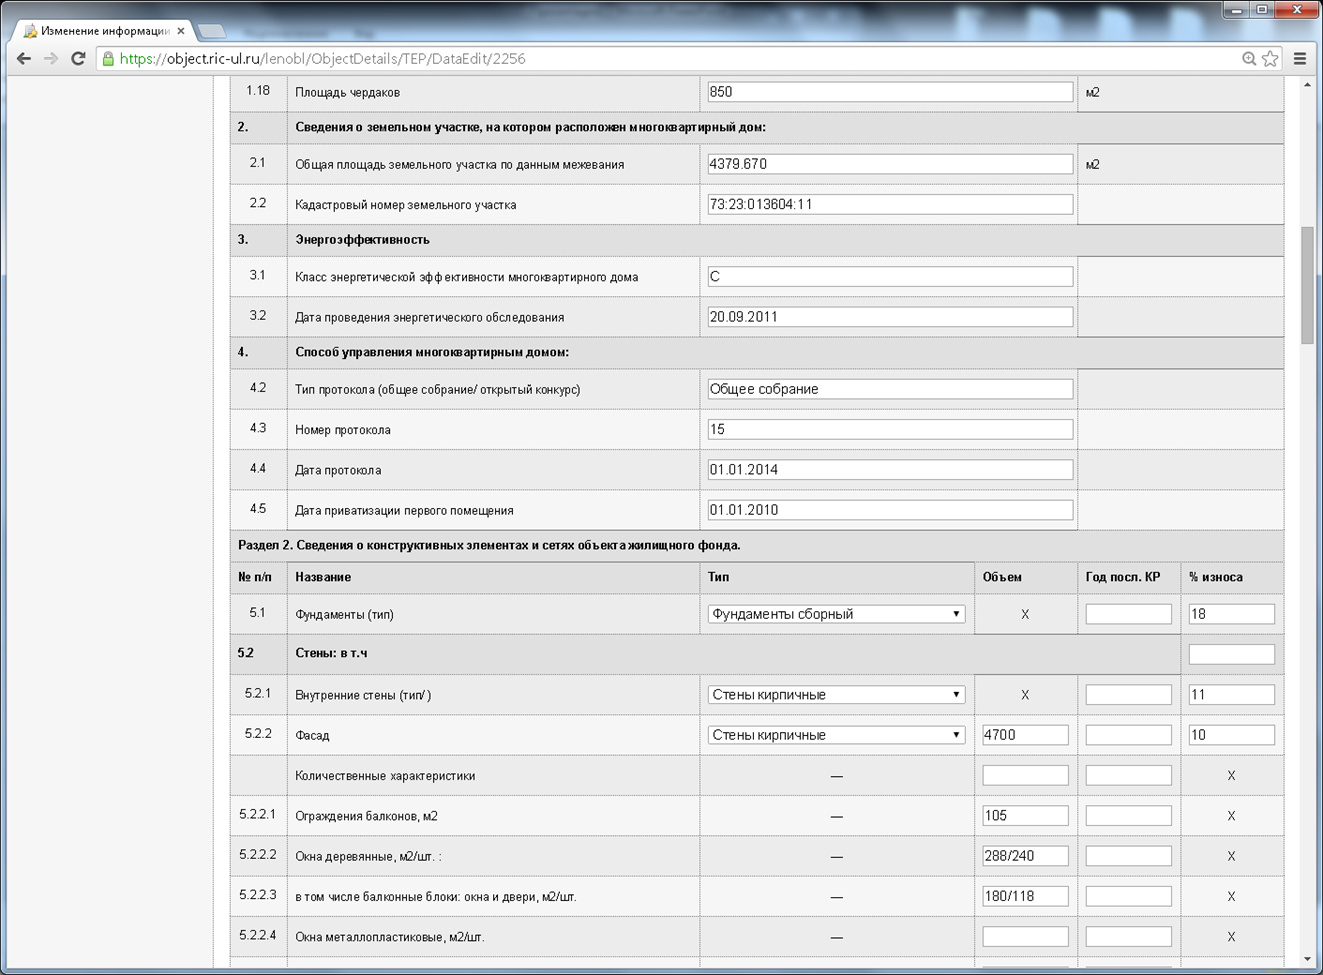 Изменение информации
https://object.ric-ul.ru/lenobl/ObjectDetails/TEP/DataEdit/2256
1.18 Площадь чердаков 850 м2
2. Сведения о земельном участке, на котором расположен многоквартирный дом:
2.1 Общая площадь земельного участка по данным межевания 4379.670 м2
2.2 Кадастровый номер земельного участка 73:23:013604:11
3. Энергоэффективность
3.1 Класс энергетической эффективности многоквартирного дома С
3.2 Дата проведения энергетического обследования 20.09.2011
4. Способ управления многоквартирным домом:
4.2 Тип протокола (общее собрание/ открытый конкурс) Общее собрание
4.3 Номер протокола 15
4.4 Дата протокола 01.01.2014
4.5 Дата приватизации первого помещения 01.01.2010
Раздел 2. Сведения о конструктивных элементах и сетях объекта жилищного фонда.
№ п/п Название Тип Объем Год посл. КР % износа
5.1 Фундаменты (тип) Фундаменты сборный X 18
5.2 Стены: в т.ч
5.2.1 Внутренние стены (тип/ ) Стены кирпичные X 11
5.2.2 Фасад Стены кирпичные 4700 10
Количественные характеристики — X
5.2.2.1 Ограждения балконов, м2 — 105 X
5.2.2.2 Окна деревянные, м2/шт. : — 288/240 X
5.2.2.3 в том числе балконные блоки: окна и двери, м2/шт. — 180/118 X
5.2.2.4 Окна металлопластиковые, м2/шт. — X